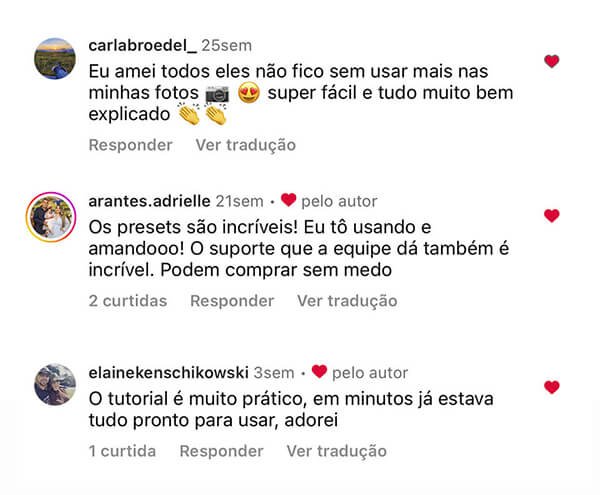 carlabroedel_ 25sem
Eu amei todos eles não fico sem usar mais nas
minhas fotos 📷 😍 super fácil e tudo muito bem
explicado 👏 👏
Responder Ver tradução
arantes.adrielle 21sem • ❤️ pelo autor
Os presets são incríveis! Eu tô usando e
amandooo! O suporte que a equipe dá também é
incrível. Podem comprar sem medo
2 curtidas Responder Ver tradução
elainekenschikowski 3sem • ❤️ pelo autor
O tutorial é muito prático, em minutos já estava
tudo pronto para usar, adorei
1 curtida Responder Ver tradução